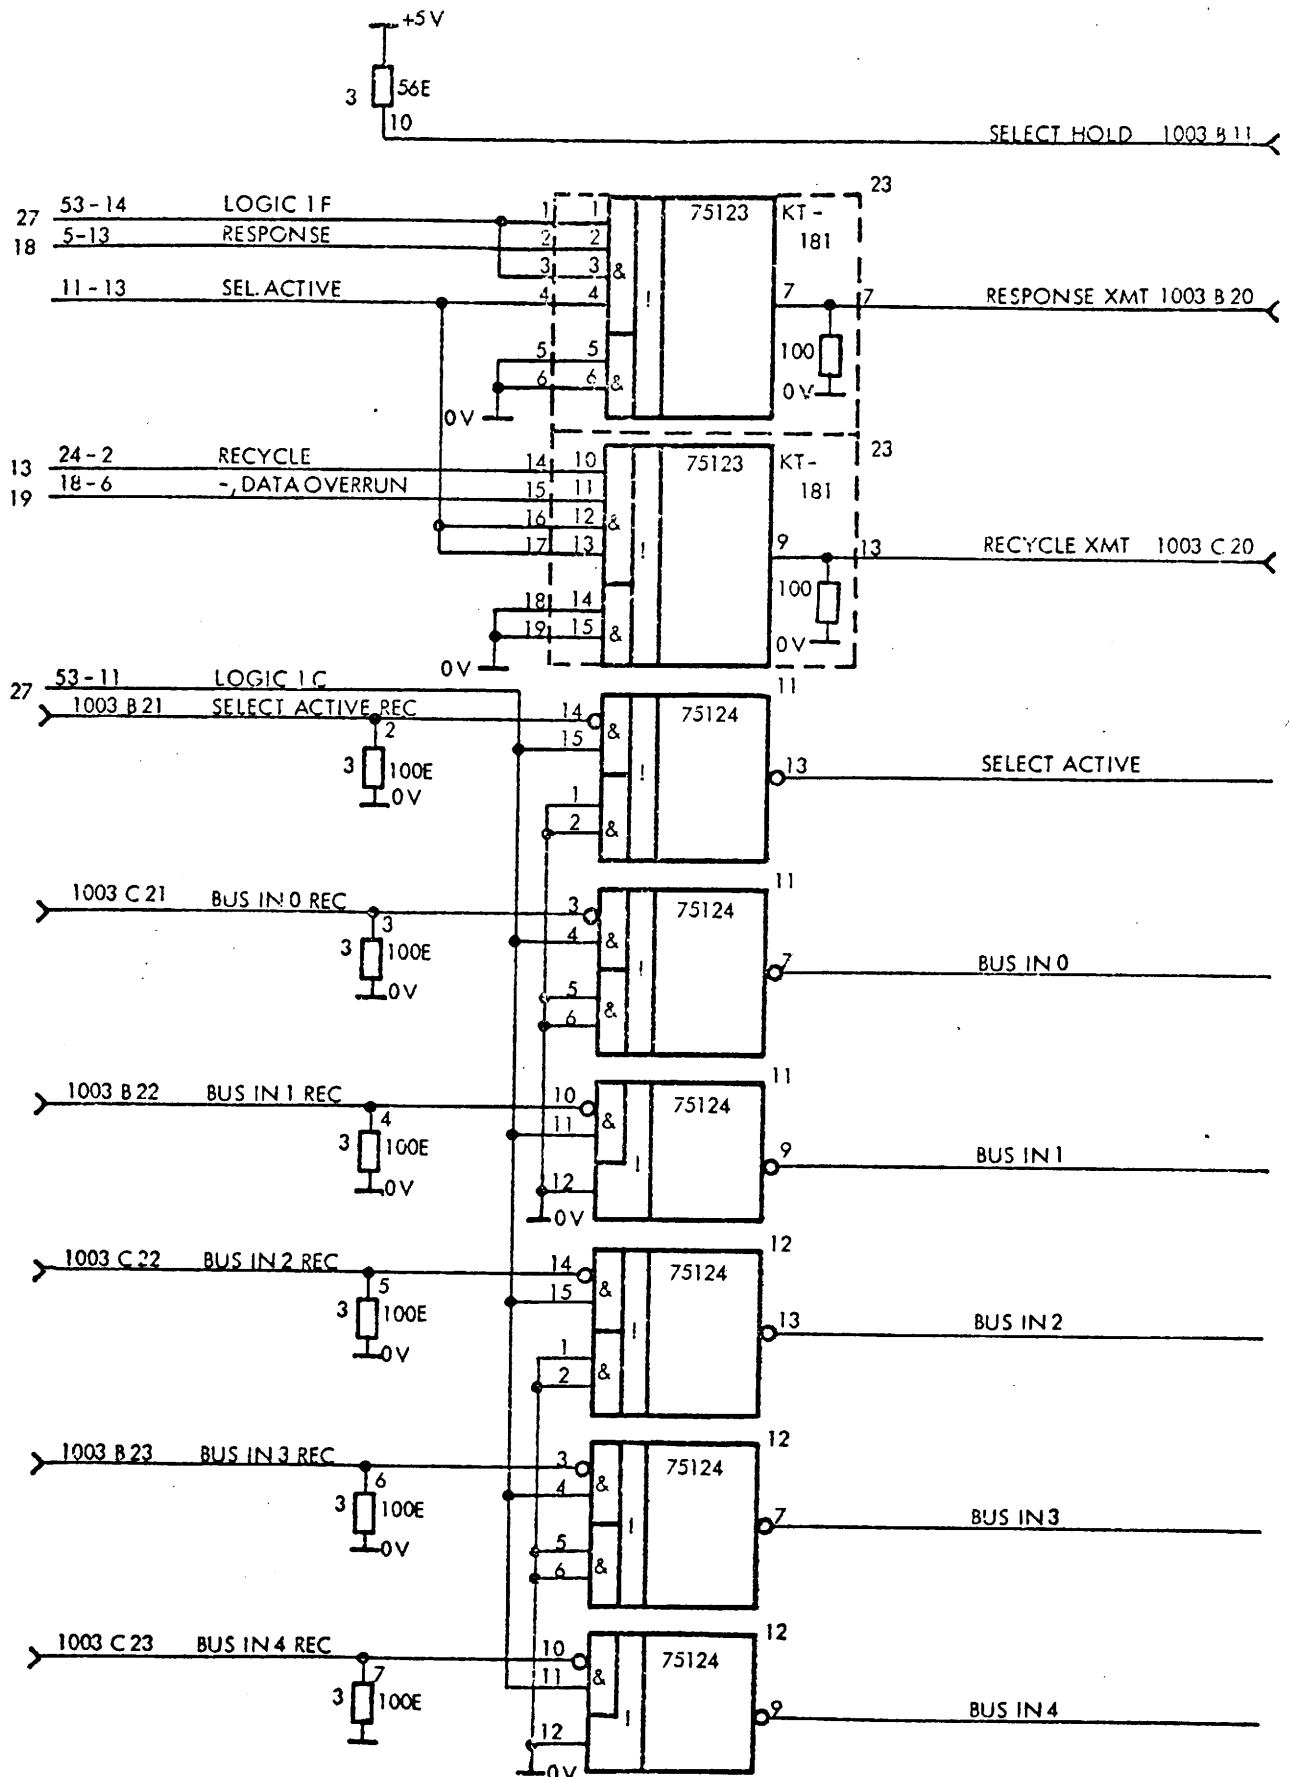 +5V
3 56E
10
SELECT HOLD 1003 B 11
23
27 53-14 LOGIC 1F 1 1 75123 KT-
18 5-13 RESPONSE 2 2 181
3 3 &
11-13 SEL. ACTIVE 4 4 ! 7 7 RESPONSE XMT 1003 B 20
5 5 100
6 6 & 0V
0V
23
13 24-2 RECYCLE 14 10 75123 KT-
19 18-6 -, DATA OVERRUN 15 11 181
16 12 &
17 13 ! 9 13 RECYCLE XMT 1003 C 20
18 14 100
19 15 & 0V
0V
27 53-11 LOGIC 1C 11
1003 B 21 SELECT ACTIVE REC 14 & 75124
2 15
3 100E ! 13 SELECT ACTIVE
0V 1
2 &
11
1003 C 21 BUS IN 0 REC 3 75124
3 4 &
3 100E ! 7 BUS IN 0
0V 5
6 &
11
1003 B 22 BUS IN 1 REC 10 75124
4 11 &
3 100E ! 9 BUS IN 1
0V 12
0V
12
1003 C 22 BUS IN 2 REC 14 75124
5 15 &
3 100E ! 13 BUS IN 2
0V 1
2 &
12
1003 B 23 BUS IN 3 REC 3 75124
6 4 &
3 100E ! 7 BUS IN 3
0V 5
6 &
12
1003 C 23 BUS IN 4 REC 10 75124
7 11 &
3 100E ! 9 BUS IN 4
12
0V